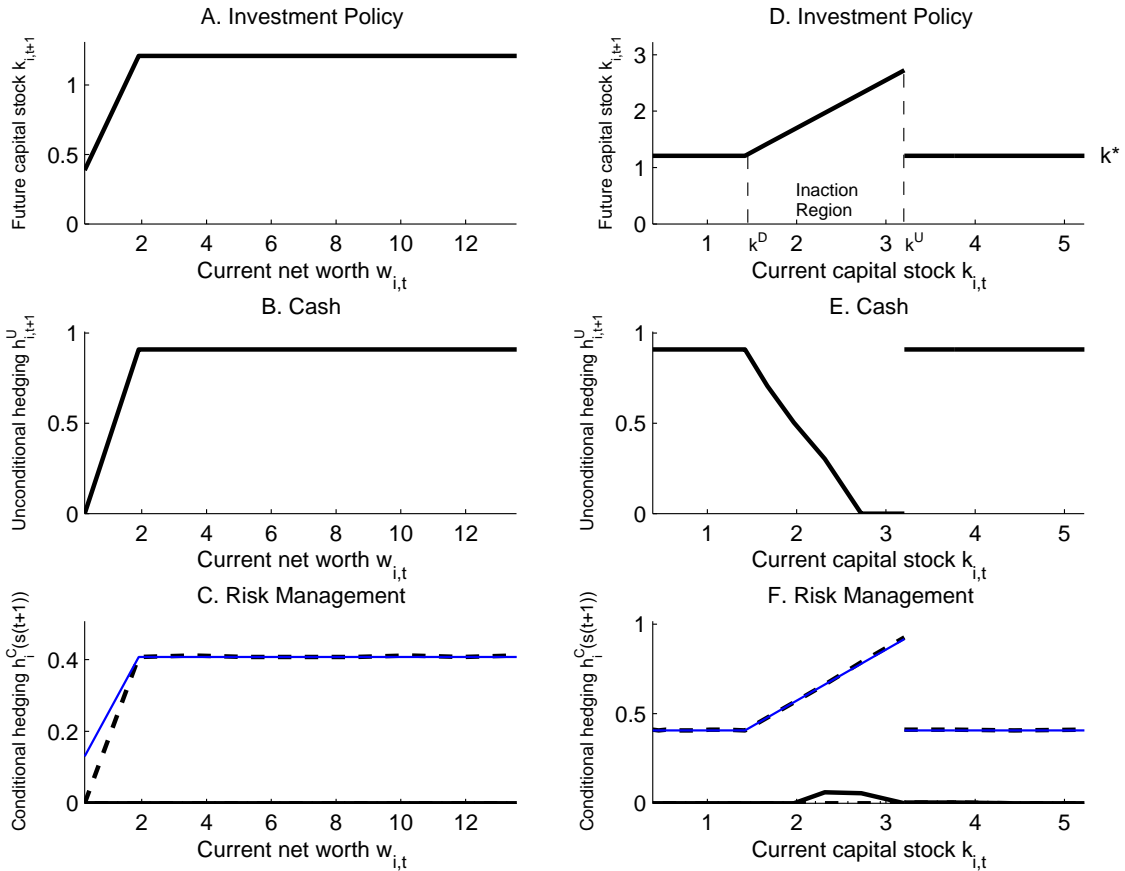 A. Investment Policy
Future capital stock k_{i,t+1}
1
0.5
0
2 4 6 8 10 12
Current net worth w_{i,t}
B. Cash
Unconditional hedging h^U_{i,t+1}
1
0.5
0
2 4 6 8 10 12
Current net worth w_{i,t}
C. Risk Management
Conditional hedging h^C_i(s(t+1))
0.4
0.2
0
2 4 6 8 10 12
Current net worth w_{i,t}
D. Investment Policy
Future capital stock k_{i,t+1}
3
2
1
0
k*
Inaction
Region
1 2 3 4 5
k^D k^U
Current capital stock k_{i,t}
E. Cash
Unconditional hedging h^U_{i,t+1}
1
0.5
0
1 2 3 4 5
Current capital stock k_{i,t}
F. Risk Management
Conditional hedging h^C_i(s(t+1))
1
0.5
0
1 2 3 4 5
Current capital stock k_{i,t}